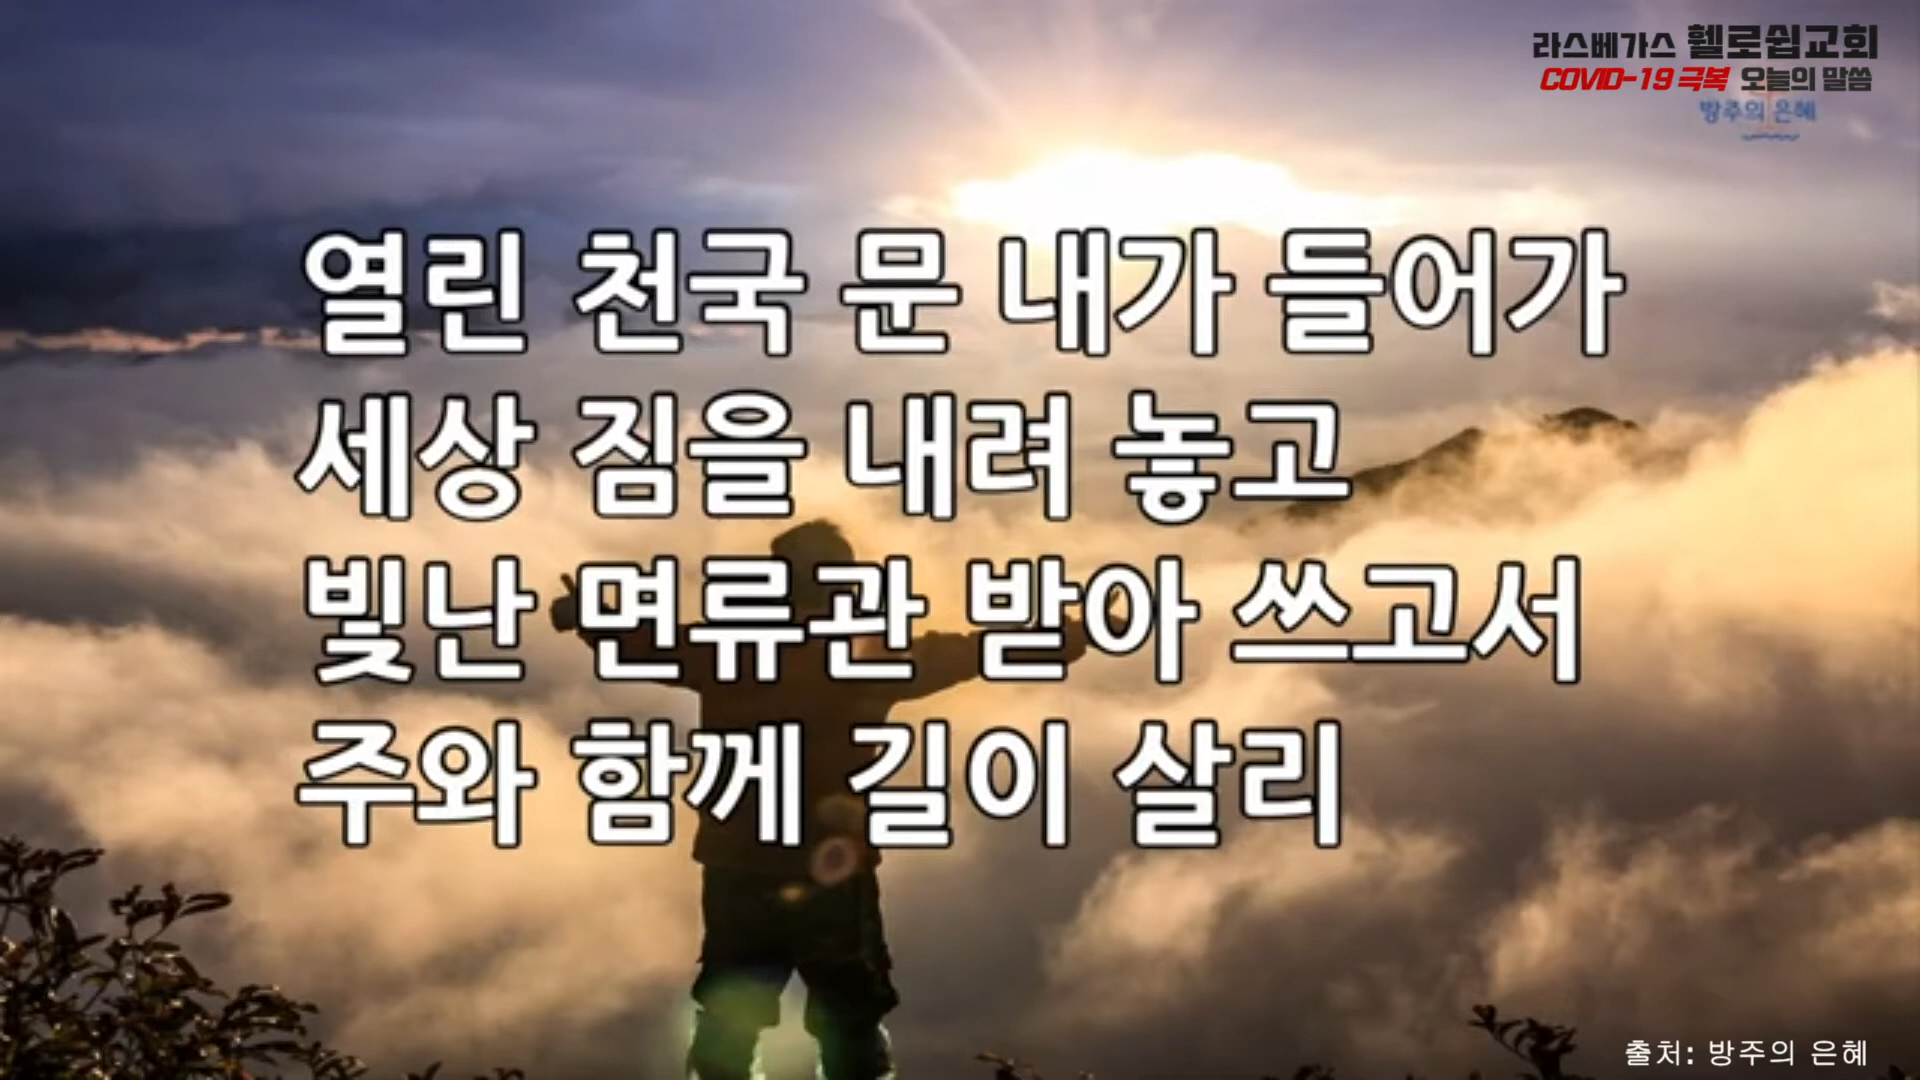 라스베가스 휄로쉽교회
COVID-19 극복 오늘의 말씀
방주의 은혜
열린 천국 문 내가 들어가
세상 짐을 내려 놓고
빛난 면류관 받아 쓰고서
주와 함께 길이 살리
출처: 방주의 은혜